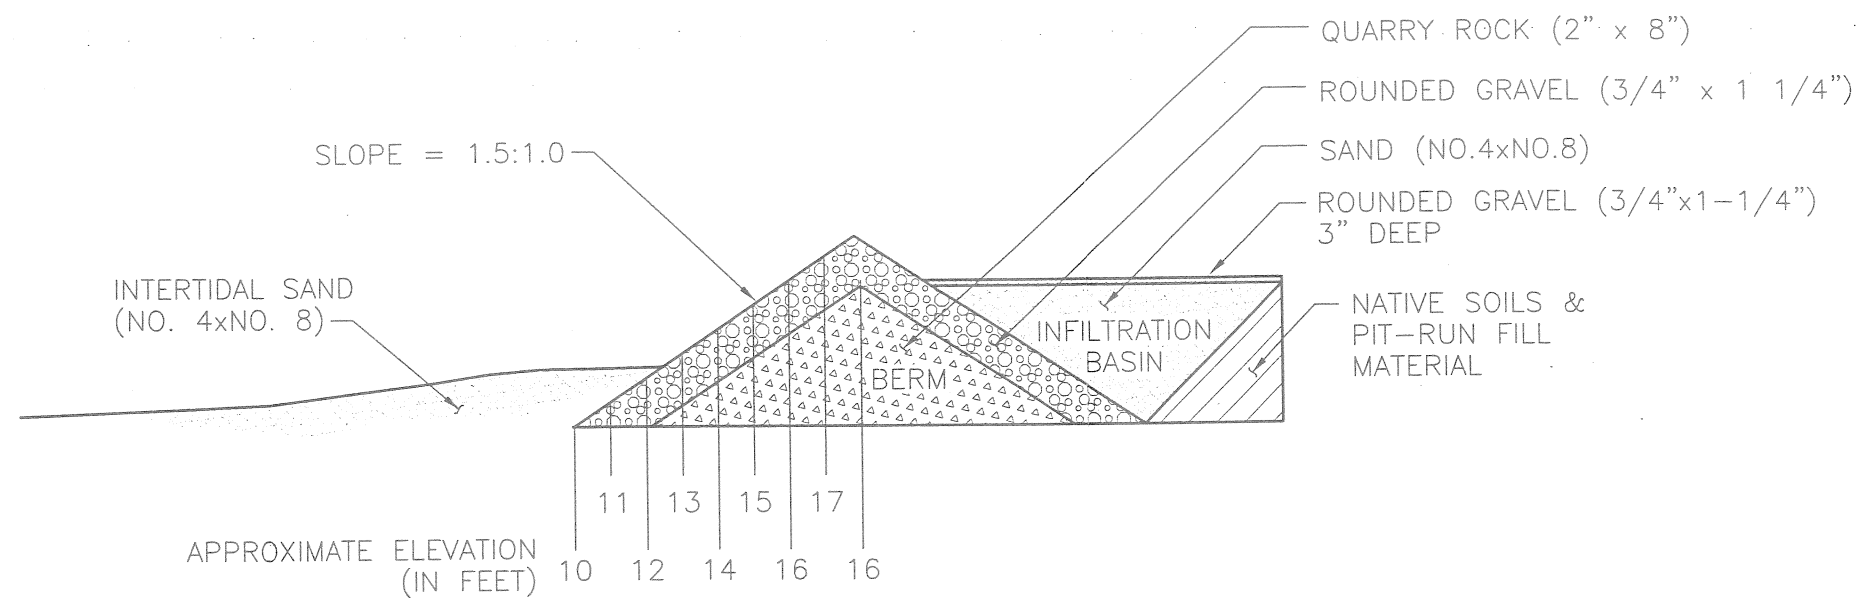 QUARRY ROCK (2" x 8")
ROUNDED GRAVEL (3/4" x 1 1/4")
SLOPE = 1.5:1.0
SAND (NO.4xNO.8)
ROUNDED GRAVEL (3/4"x1-1/4")
3" DEEP
INTERTIDAL SAND
(NO. 4xNO. 8)
NATIVE SOILS &
PIT-RUN FILL
MATERIAL
INFILTRATION
BASIN
BERM
11 13 15 17
APPROXIMATE ELEVATION
(IN FEET)
10 12 14 16 16